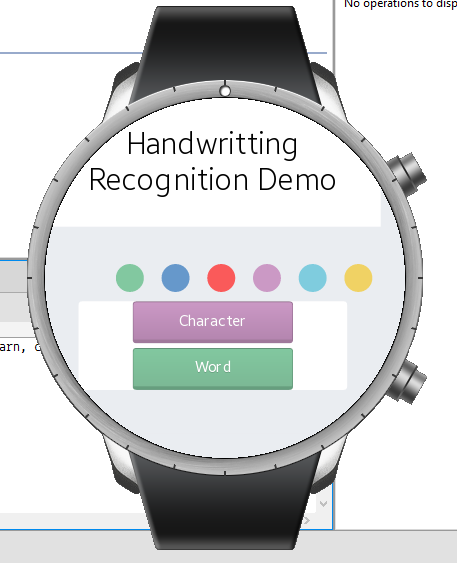 No operations to disp
Handwritting
Recognition Demo
Character
Word
arn, c